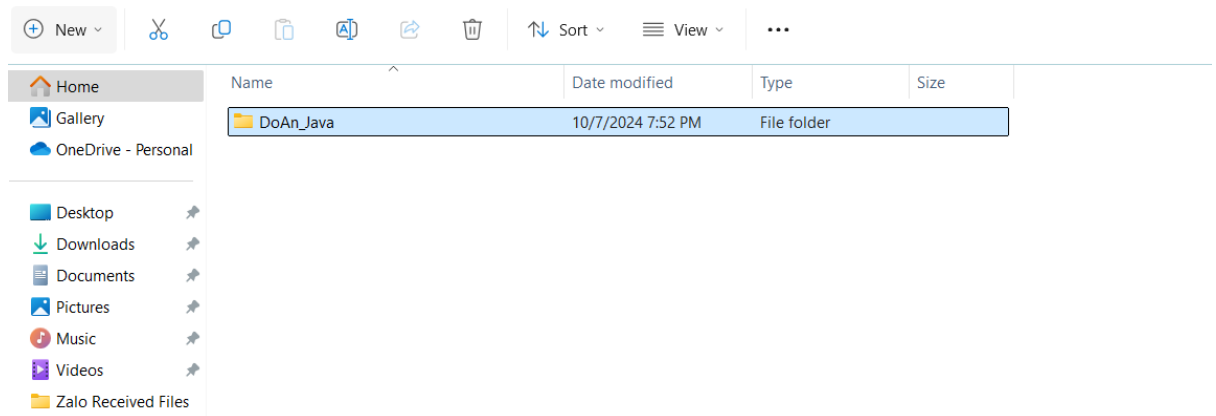 New Sort View
Name Date modified Type Size
Home
DoAn_Java 10/7/2024 7:52 PM File folder
Gallery
OneDrive - Personal
Desktop
Downloads
Documents
Pictures
Music
Videos
Zalo Received Files